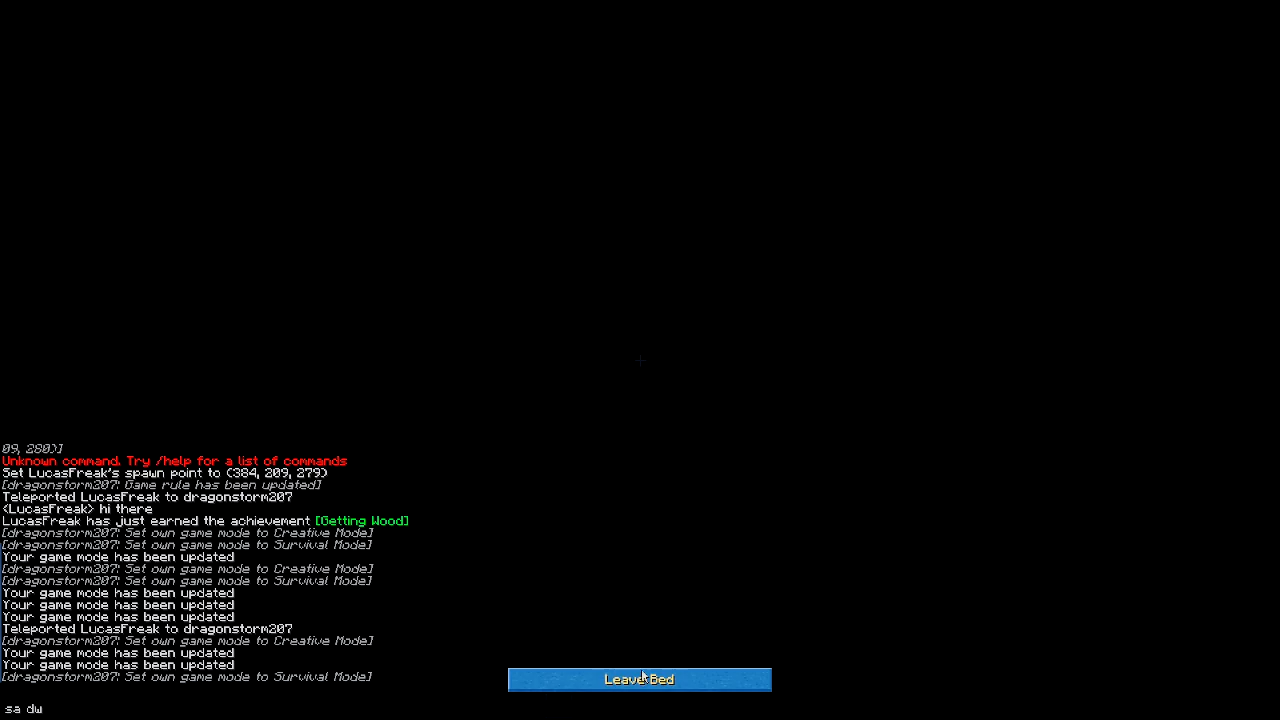 09, 280)]
Unknown command. Try /help for a list of commands
Set LucasFreak's spawn point to (384, 209, 279)
[dragonstorm207: Game rule has been updated]
Teleported LucasFreak to dragonstorm207
<LucasFreak> hi there
LucasFreak has just earned the achievement [Getting Wood]
[dragonstorm207: Set own game mode to Creative Mode]
[dragonstorm207: Set own game mode to Survival Mode]
Your game mode has been updated
[dragonstorm207: Set own game mode to Creative Mode]
[dragonstorm207: Set own game mode to Survival Mode]
Your game mode has been updated
Your game mode has been updated
Your game mode has been updated
Teleported LucasFreak to dragonstorm207
[dragonstorm207: Set own game mode to Creative Mode]
Your game mode has been updated
Your game mode has been updated
[dragonstorm207: Set own game mode to Survival Mode]
Leave Bed
sa dw